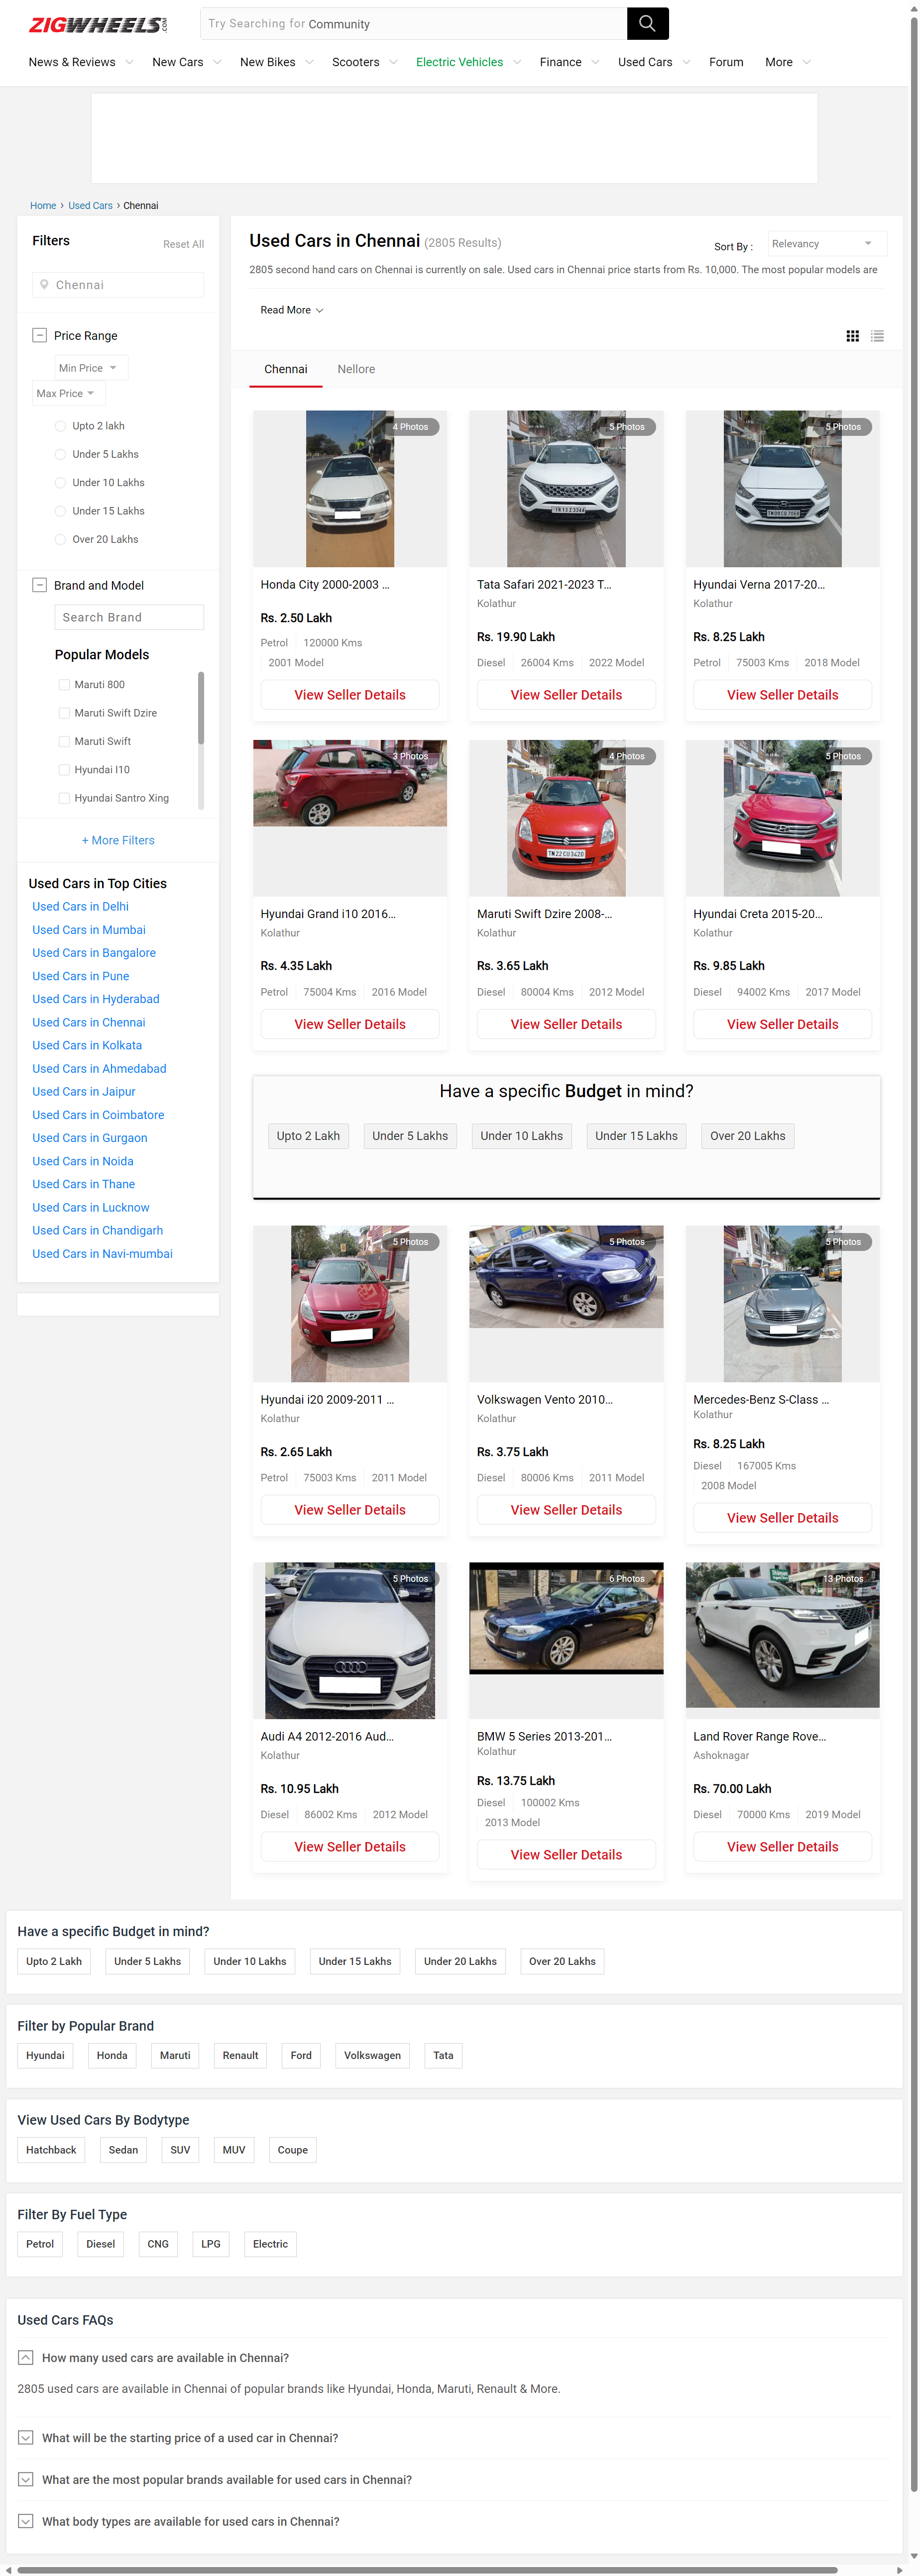 ZIGWHEELS.COM
Try Searching for Community
News & Reviews New Cars New Bikes Scooters Electric Vehicles Finance Used Cars Forum More
Home › Used Cars › Chennai
Filters
Reset All
Chennai
Price Range
Min Price
Max Price
Upto 2 lakh
Under 5 Lakhs
Under 10 Lakhs
Under 15 Lakhs
Over 20 Lakhs
Brand and Model
Search Brand
Popular Models
Maruti 800
Maruti Swift Dzire
Maruti Swift
Hyundai I10
Hyundai Santro Xing
+ More Filters
Used Cars in Top Cities
Used Cars in Delhi
Used Cars in Mumbai
Used Cars in Bangalore
Used Cars in Pune
Used Cars in Hyderabad
Used Cars in Chennai
Used Cars in Kolkata
Used Cars in Ahmedabad
Used Cars in Jaipur
Used Cars in Coimbatore
Used Cars in Gurgaon
Used Cars in Noida
Used Cars in Thane
Used Cars in Lucknow
Used Cars in Chandigarh
Used Cars in Navi-mumbai
Used Cars in Chennai (2805 Results)
Sort By : Relevancy
2805 second hand cars on Chennai is currently on sale. Used cars in Chennai price starts from Rs. 10,000. The most popular models are
Read More
Chennai Nellore
4 Photos
Honda City 2000-2003 ...
Rs. 2.50 Lakh
Petrol 120000 Kms
2001 Model
View Seller Details
5 Photos
Tata Safari 2021-2023 T...
Kolathur
Rs. 19.90 Lakh
Diesel 26004 Kms 2022 Model
View Seller Details
5 Photos
Hyundai Verna 2017-20...
Kolathur
Rs. 8.25 Lakh
Petrol 75003 Kms 2018 Model
View Seller Details
3 Photos
Hyundai Grand i10 2016...
Kolathur
Rs. 4.35 Lakh
Petrol 75004 Kms 2016 Model
View Seller Details
4 Photos
TN22CU3420
Maruti Swift Dzire 2008-...
Kolathur
Rs. 3.65 Lakh
Diesel 80004 Kms 2012 Model
View Seller Details
5 Photos
Hyundai Creta 2015-20...
Kolathur
Rs. 9.85 Lakh
Diesel 94002 Kms 2017 Model
View Seller Details
Have a specific Budget in mind?
Upto 2 Lakh Under 5 Lakhs Under 10 Lakhs Under 15 Lakhs Over 20 Lakhs
5 Photos
Hyundai i20 2009-2011 ...
Kolathur
Rs. 2.65 Lakh
Petrol 75003 Kms 2011 Model
View Seller Details
5 Photos
Volkswagen Vento 2010...
Kolathur
Rs. 3.75 Lakh
Diesel 80006 Kms 2011 Model
View Seller Details
5 Photos
Mercedes-Benz S-Class ...
Kolathur
Rs. 8.25 Lakh
Diesel 167005 Kms
2008 Model
View Seller Details
5 Photos
Audi A4 2012-2016 Aud...
Kolathur
Rs. 10.95 Lakh
Diesel 86002 Kms 2012 Model
View Seller Details
6 Photos
BMW 5 Series 2013-201...
Kolathur
Rs. 13.75 Lakh
Diesel 100002 Kms
2013 Model
View Seller Details
13 Photos
Land Rover Range Rove...
Ashoknagar
Rs. 70.00 Lakh
Diesel 70000 Kms 2019 Model
View Seller Details
Have a specific Budget in mind?
Upto 2 Lakh Under 5 Lakhs Under 10 Lakhs Under 15 Lakhs Under 20 Lakhs Over 20 Lakhs
Filter by Popular Brand
Hyundai Honda Maruti Renault Ford Volkswagen Tata
View Used Cars By Bodytype
Hatchback Sedan SUV MUV Coupe
Filter By Fuel Type
Petrol Diesel CNG LPG Electric
Used Cars FAQs
How many used cars are available in Chennai?
2805 used cars are available in Chennai of popular brands like Hyundai, Honda, Maruti, Renault & More.
What will be the starting price of a used car in Chennai?
What are the most popular brands available for used cars in Chennai?
What body types are available for used cars in Chennai?